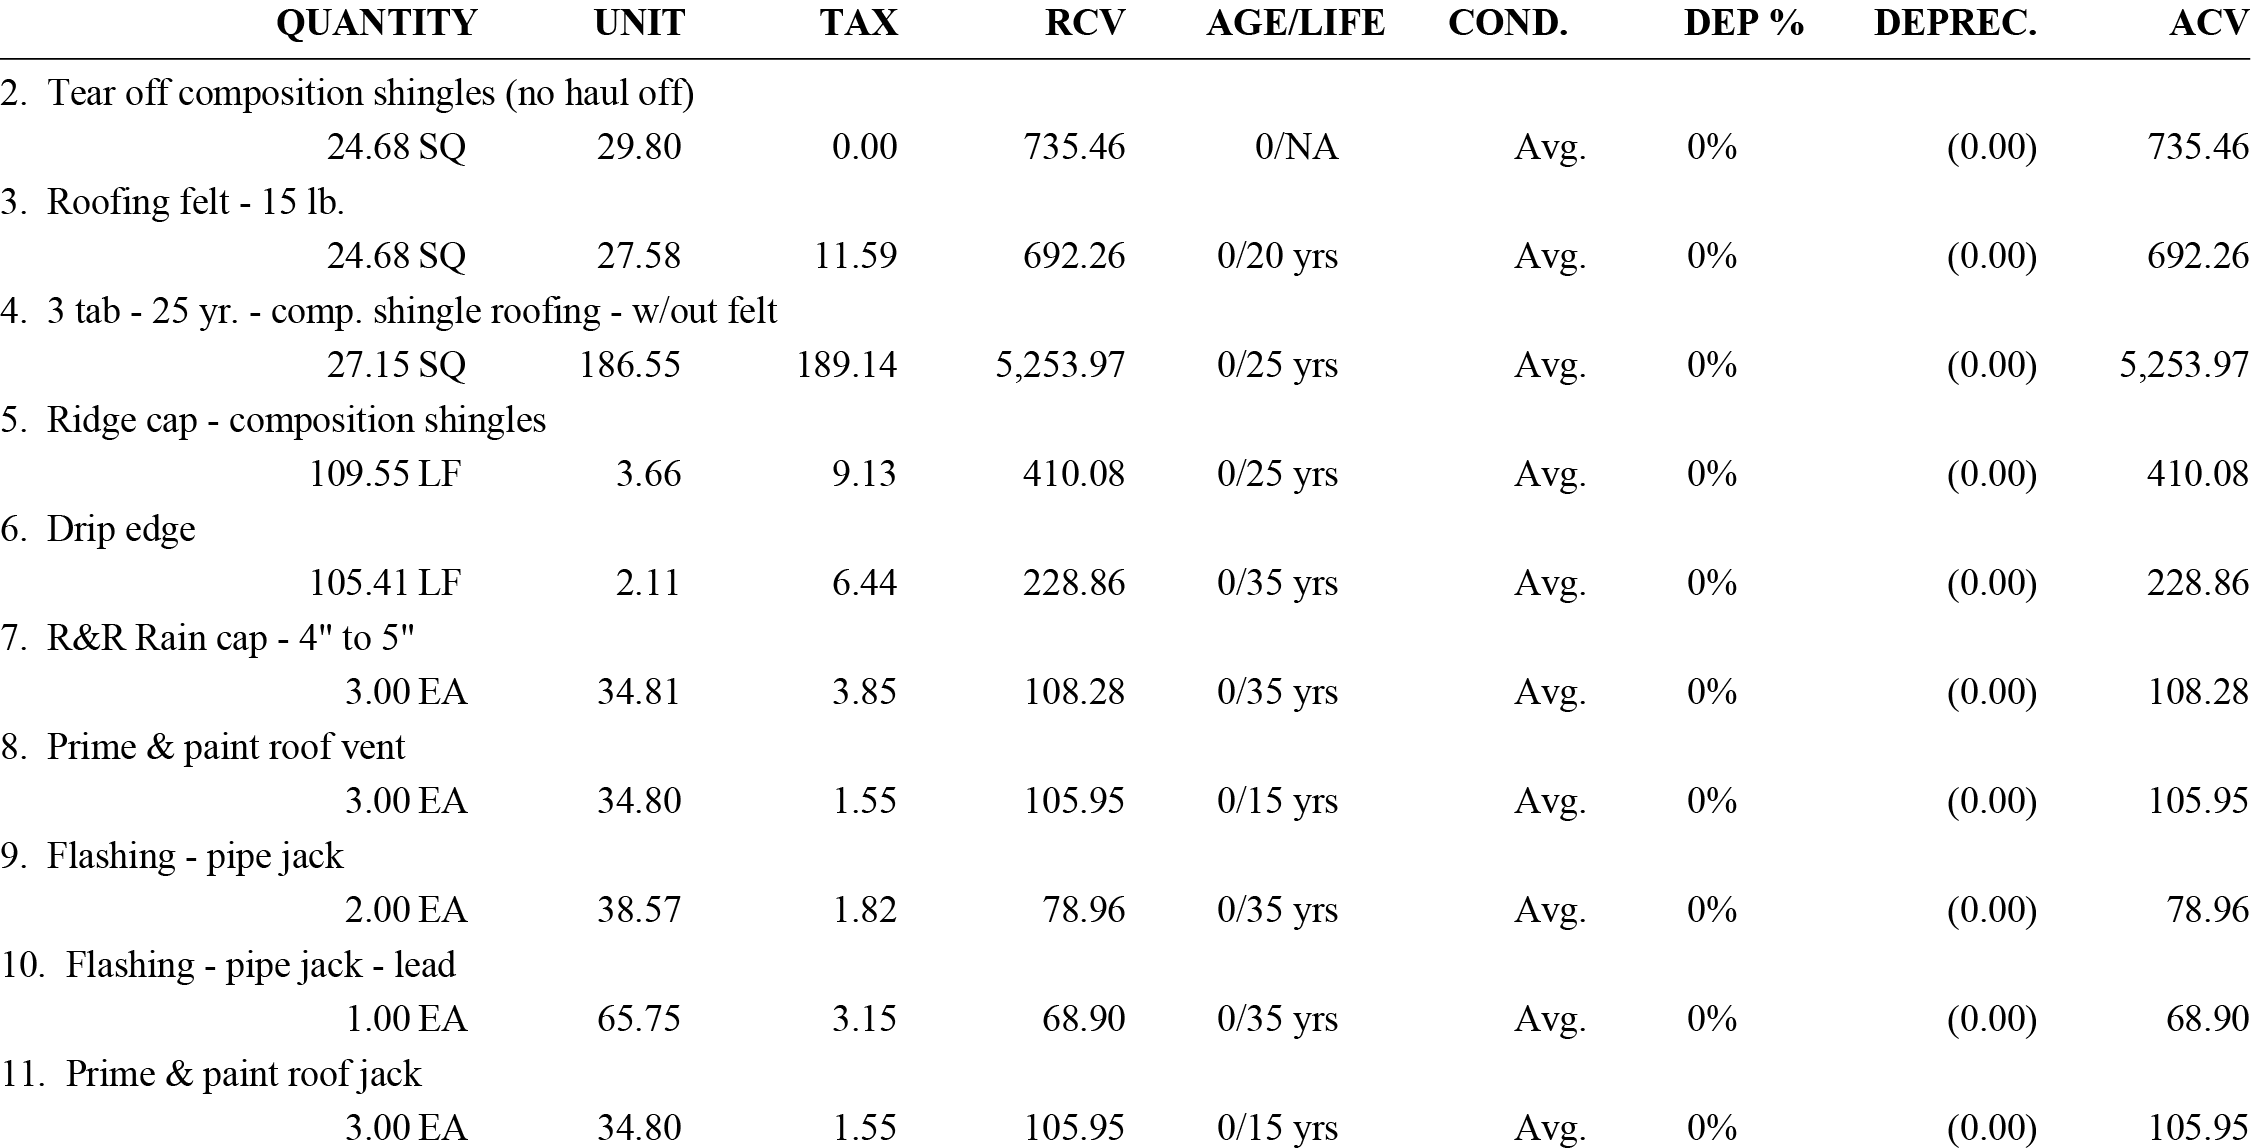 QUANTITY UNIT TAX RCV AGE/LIFE COND. DEP % DEPREC. ACV
2. Tear off composition shingles (no haul off)
24.68 SQ 29.80 0.00 735.46 0/NA Avg. 0% (0.00) 735.46
3. Roofing felt - 15 lb.
24.68 SQ 27.58 11.59 692.26 0/20 yrs Avg. 0% (0.00) 692.26
4. 3 tab - 25 yr. - comp. shingle roofing - w/out felt
27.15 SQ 186.55 189.14 5,253.97 0/25 yrs Avg. 0% (0.00) 5,253.97
5. Ridge cap - composition shingles
109.55 LF 3.66 9.13 410.08 0/25 yrs Avg. 0% (0.00) 410.08
6. Drip edge
105.41 LF 2.11 6.44 228.86 0/35 yrs Avg. 0% (0.00) 228.86
7. R&R Rain cap - 4" to 5"
3.00 EA 34.81 3.85 108.28 0/35 yrs Avg. 0% (0.00) 108.28
8. Prime & paint roof vent
3.00 EA 34.80 1.55 105.95 0/15 yrs Avg. 0% (0.00) 105.95
9. Flashing - pipe jack
2.00 EA 38.57 1.82 78.96 0/35 yrs Avg. 0% (0.00) 78.96
10. Flashing - pipe jack - lead
1.00 EA 65.75 3.15 68.90 0/35 yrs Avg. 0% (0.00) 68.90
11. Prime & paint roof jack
3.00 EA 34.80 1.55 105.95 0/15 yrs Avg. 0% (0.00) 105.95